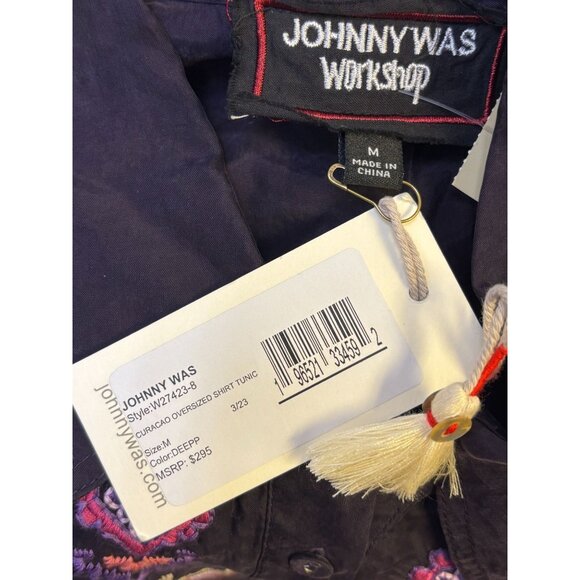 JOHNNY WAS
Workshop
M
MADE IN
CHINA
JOHNNY WAS
Style:W27423-8
CURACAO OVERSIZED SHIRT TUNIC
3/23
Size:M
Color:DEEPP
MSRP: $295
1 96521 33459 2
johnnywas.com